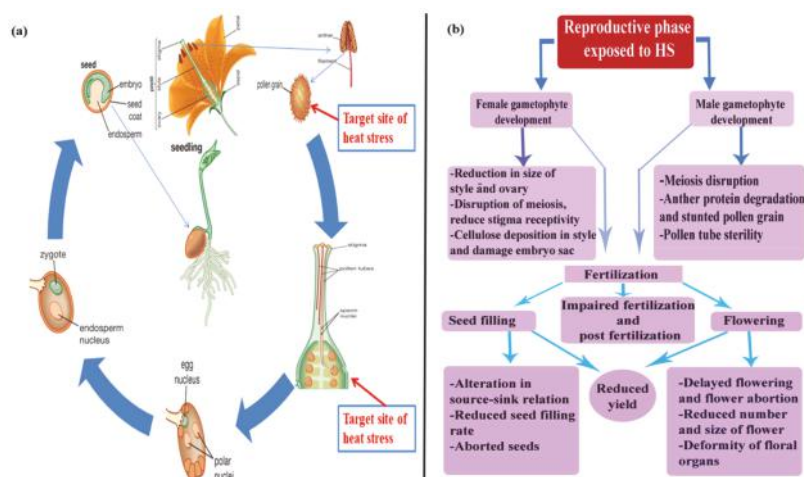 (a)
seed
embryo
seed
coat
endosperm
anther
filament
pollen grain
Target site of
heat stress
seedling
stigma
pollen tubes
sperm
nuclei
zygote
endosperm
nucleus
egg
nucleus
polar
nuclei
Target site of
heat stress
(b)
Reproductive phase
exposed to HS
Female gametophyte
development
Male gametophyte
development
-Reduction in size of
style and ovary
-Disruption of meiosis,
reduce stigma receptivity
-Cellulose deposition in style
and damage embryo sac
-Meiosis disruption
-Anther protein degradation
and stunted pollen grain
-Pollen tube sterility
Fertilization
Seed filling
Impaired fertilization
and
post fertilization
Flowering
-Alteration in
source-sink relation
-Reduced seed filling
rate
-Aborted seeds
Reduced
yield
-Delayed flowering
and flower abortion
-Reduced number
and size of flower
-Deformity of floral
organs